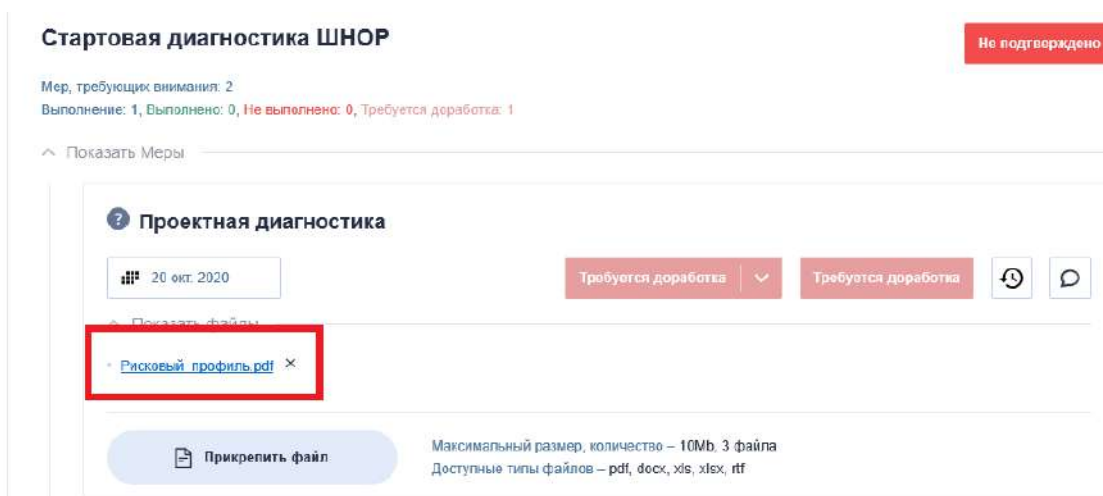 Стартовая диагностика ШНОР
Не подтверждено
Мер, требующих внимания: 2
Выполнение: 1, Выполнено: 0, Не выполнено: 0, Требуется доработка: 1
Показать Меры
? Проектная диагностика
20 окт. 2020
Требуется доработка
Требуется доработка
Показать файлы
Рисковый_профиль.pdf ×
Прикрепить файл
Максимальный размер, количество – 10Mb, 3 файла
Доступные типы файлов – pdf, docx, xls, xlsx, rtf